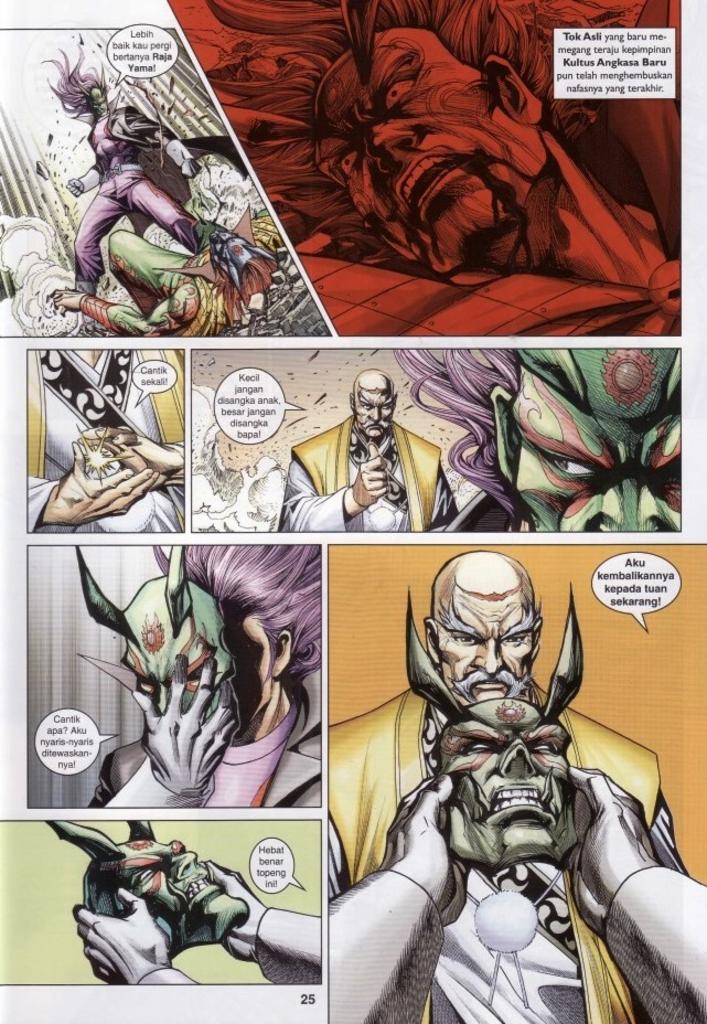 Lebih
baik kau pergi
bertanya Raja
Yama!
Tok Asli yang baru me-
megang teraju kepimpinan
Kultus Angkasa Baru
pun telah menghembuskan
nafasnya yang terakhir.
Cantik
sekali!
Kecil
jangan
disangka anak,
besar jangan
disangka
bapa!
Cantik
apa? Aku
nyaris-nyaris
ditewaskan-
nya!
Aku
kembalikannya
kepada tuan
sekarang!
Hebat
benar
topeng
ini!
25